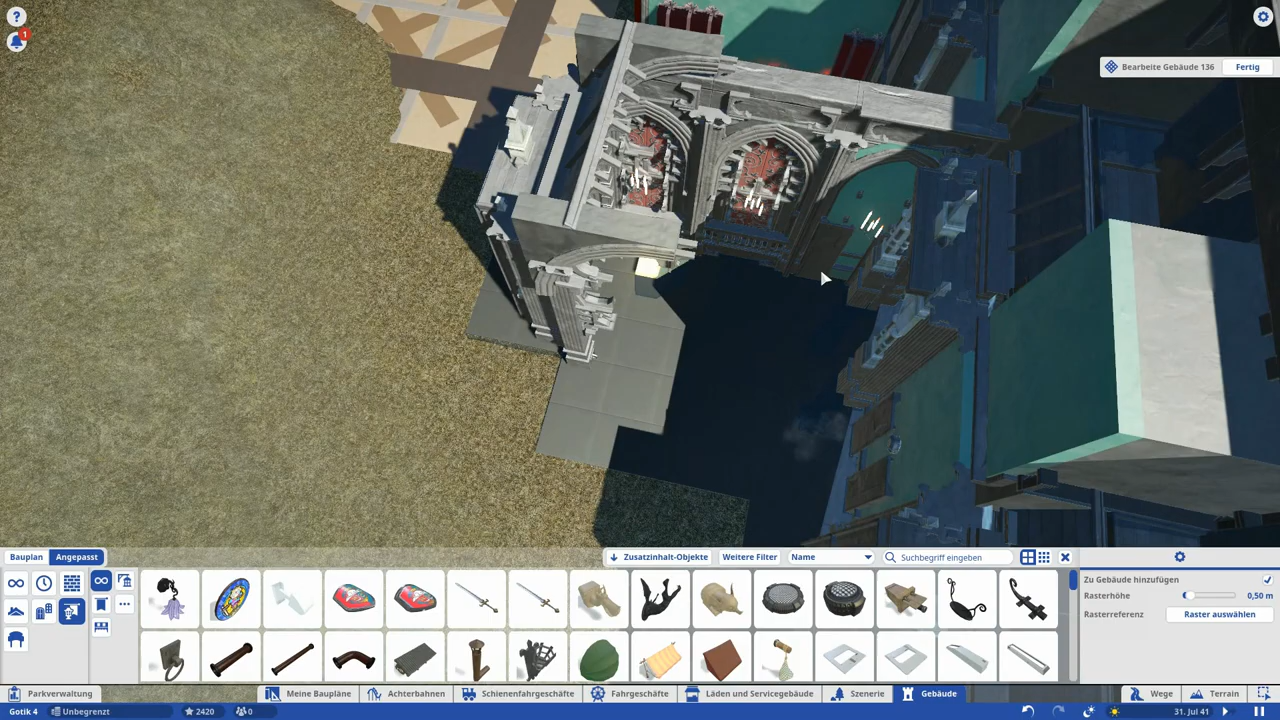 ?
1
Bearbeite Gebäude 136 Fertig
Bauplan Angepasst Zusatzinhalt-Objekte Weitere Filter Name Suchbegriff eingeben
Zu Gebäude hinzufügen
Rasterhöhe 0,50 m
Rasterreferenz Raster auswählen
Parkverwaltung Meine Baupläne Achterbahnen Schienenfahrgeschäfte Fahrgeschäfte Läden und Servicegebäude Szenerie Gebäude Wege Terrain
Gotik 4 Unbegrenzt 2420 0 31. Jul 41